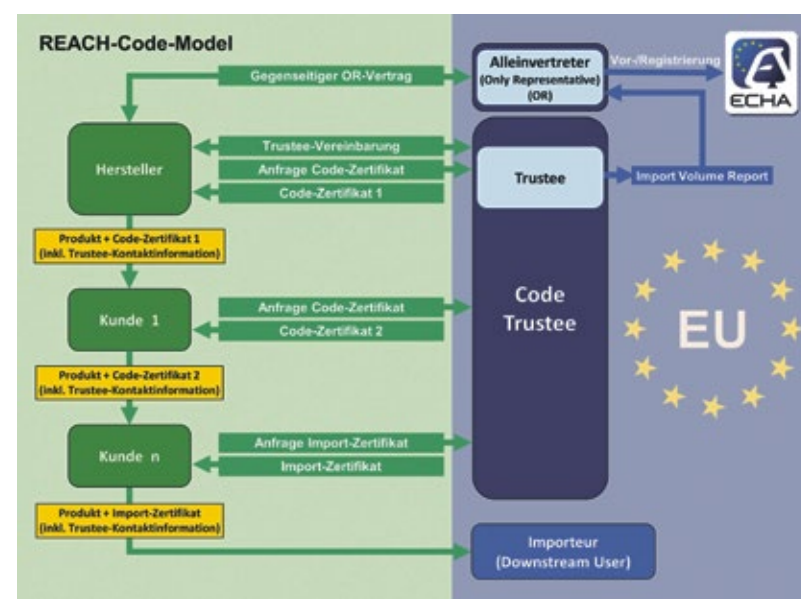 REACH-Code-Model
Gegenseitiger OR-Vertrag
Alleinvertreter
(Only Representative)
(OR)
Vor-/Registrierung
ECHA
Hersteller
Trustee-Vereinbarung
Anfrage Code-Zertifikat
Code-Zertifikat 1
Trustee
Import Volume Report
Produkt + Code-Zertifikat 1
(inkl. Trustee-Kontaktinformation)
Kunde 1
Anfrage Code-Zertifikat
Code-Zertifikat 2
Code
Trustee
EU
Produkt + Code-Zertifikat 2
(inkl. Trustee-Kontaktinformation)
Kunde n
Anfrage Import-Zertifikat
Import-Zertifikat
Produkt + Import-Zertifikat
(inkl. Trustee-Kontaktinformation)
Importeur
(Downstream User)